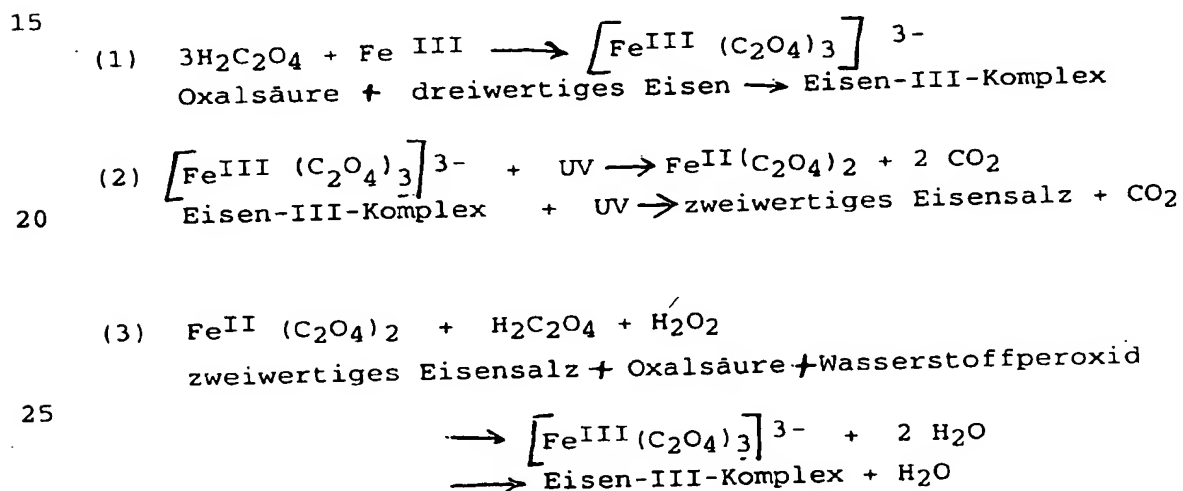 15
(1) 3H₂C₂O₄ + Fe III → [Feᴵᴵᴵ (C₂O₄)₃] ³⁻
Oxalsäure + dreiwertiges Eisen → Eisen-III-Komplex
(2) [Feᴵᴵᴵ (C₂O₄)₃]³⁻ + UV → Feᴵᴵ(C₂O₄)₂ + 2 CO₂
20 Eisen-III-Komplex + UV → zweiwertiges Eisensalz + CO₂
(3) Feᴵᴵ (C₂O₄)₂ + H₂C₂O₄ + H₂O₂
zweiwertiges Eisensalz + Oxalsäure + Wasserstoffperoxid
25
→ [Feᴵᴵᴵ(C₂O₄)₃]³⁻ + 2 H₂O
→ Eisen-III-Komplex + H₂O